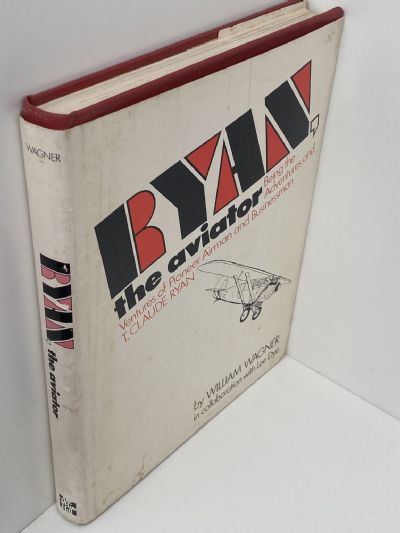 WAGNER
RYAN,
the aviator
RYAN,
the aviator
Being the
Adventures and
Ventures of Pioneer Airman and Businessman
T. CLAUDE RYAN
by WILLIAM WAGNER
in collaboration with Lee Dye